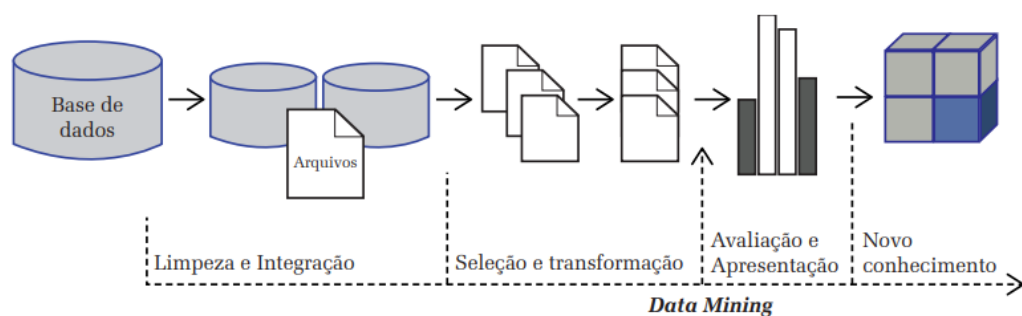 Base de
dados
Arquivos
Limpeza e Integração
Seleção e transformação
Avaliação e
Apresentação
Novo
conhecimento
Data Mining